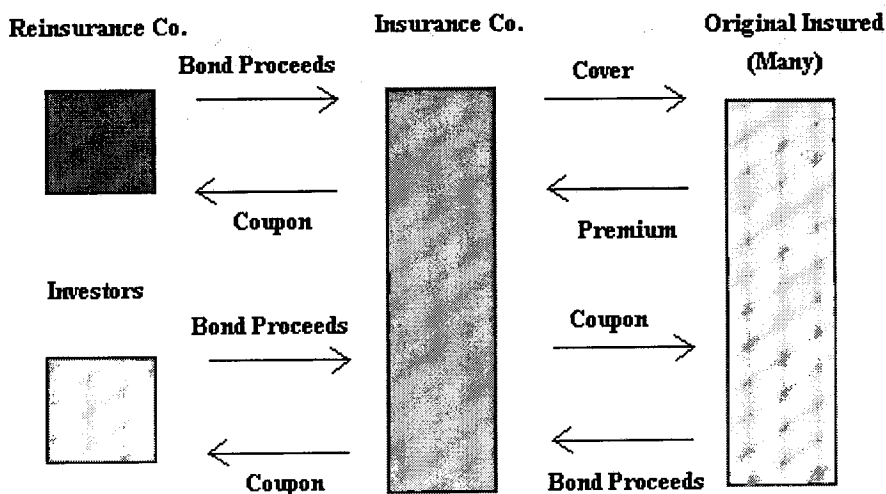 Reinsurance Co.
Insurance Co.
Original Insured
(Many)
Bond Proceeds
Cover
Coupon
Premium
Investors
Bond Proceeds
Coupon
Coupon
Bond Proceeds